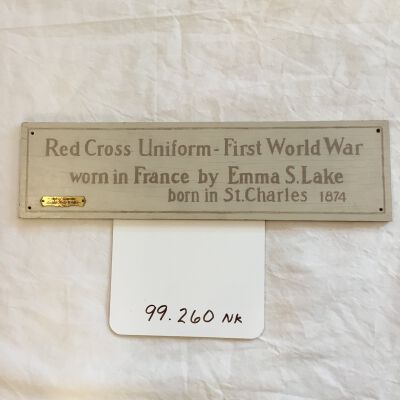 Red Cross Uniform - First World War
worn in France by Emma S. Lake
born in St. Charles 1874
99.260 NK